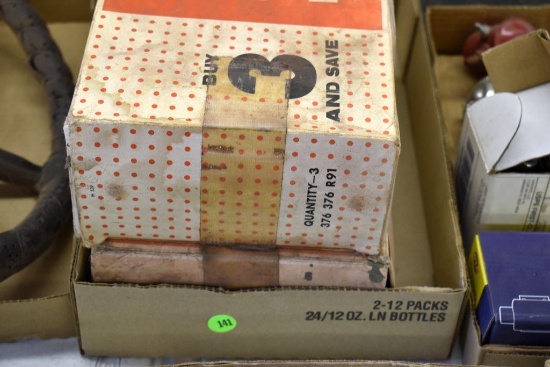 BUY
3
AND SAVE
QUANTITY—3
376 376 R91
2-12 PACKS
24/12 OZ. LN BOTTLES
141